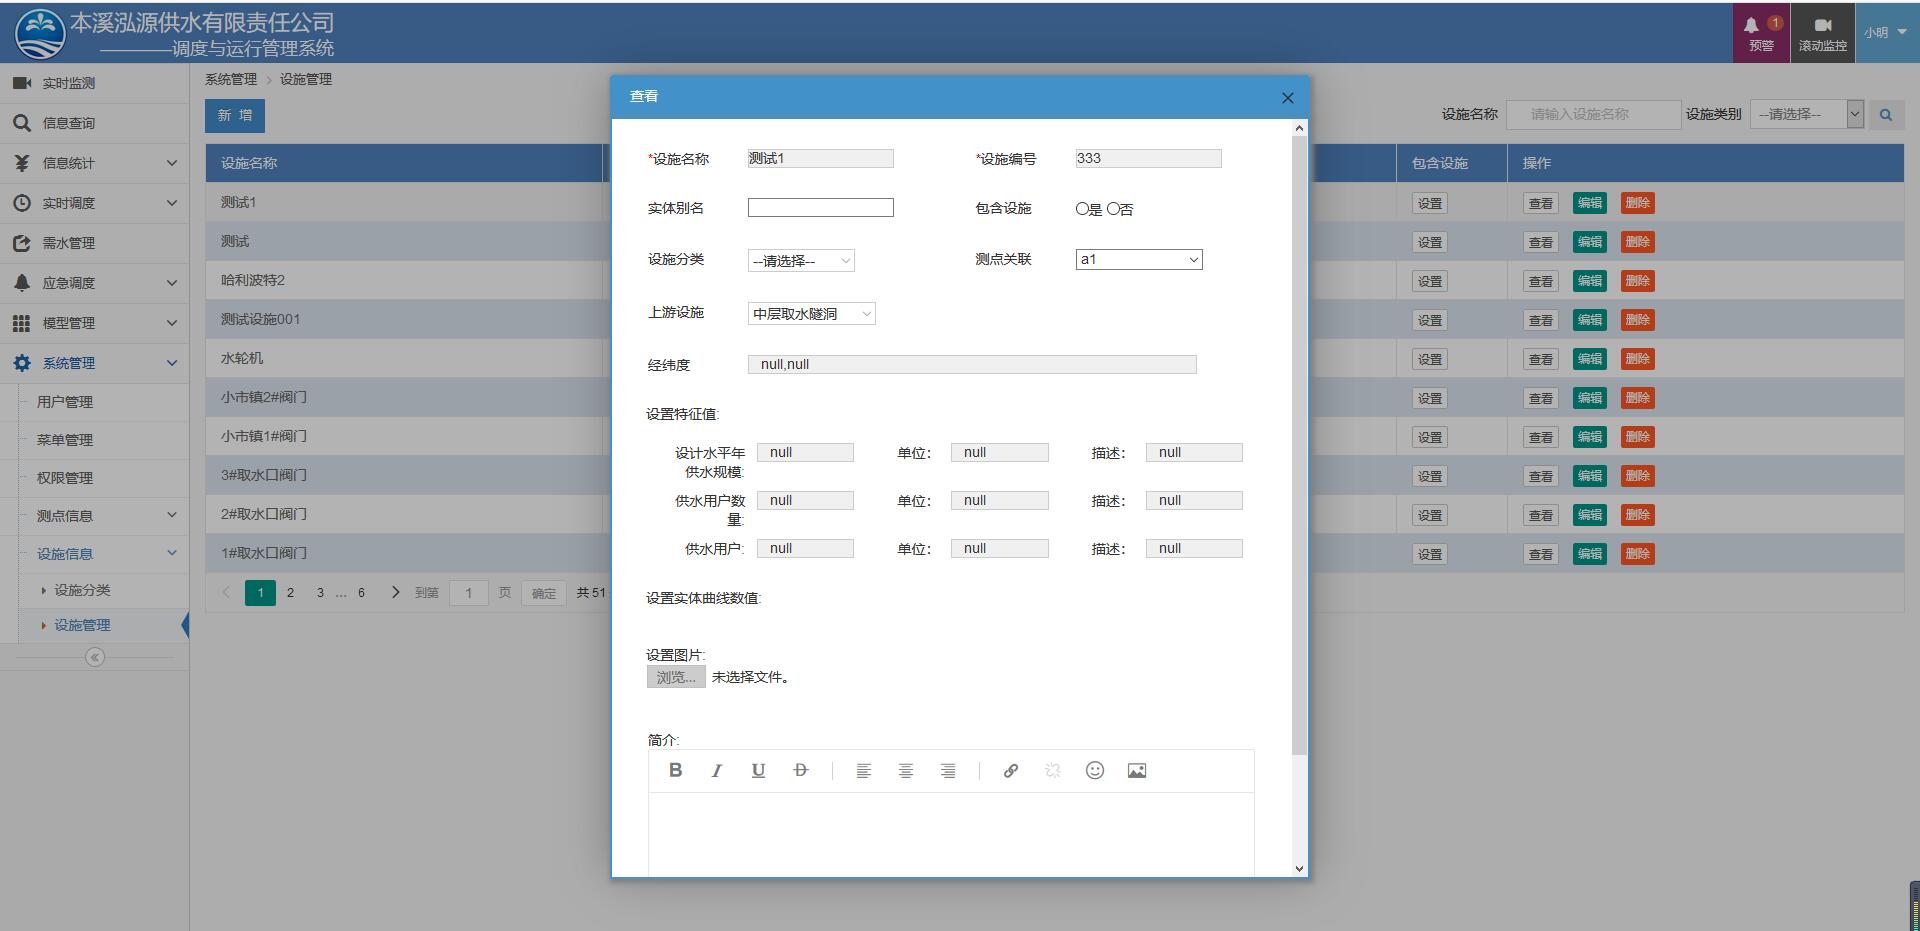 本溪泓源供水有限责任公司
————调度与运行管理系统
1
预警
滚动监控
小明
实时监测
信息查询
信息统计
实时调度
需水管理
应急调度
模型管理
系统管理
用户管理
菜单管理
权限管理
测点信息
设施信息
设施分类
设施管理
系统管理 > 设施管理
新 增
设施名称 请输入设施名称 设施类别 --请选择--
设施名称 包含设施 操作
测试1 设置 查看 编辑 删除
测试 设置 查看 编辑 删除
哈利波特2 设置 查看 编辑 删除
测试设施001 设置 查看 编辑 删除
水轮机 设置 查看 编辑 删除
小市镇2#阀门 设置 查看 编辑 删除
小市镇1#阀门 设置 查看 编辑 删除
3#取水口阀门 设置 查看 编辑 删除
2#取水口阀门 设置 查看 编辑 删除
1#取水口阀门 设置 查看 编辑 删除
< 1 2 3 ... 6 > 到第 1 页 确定 共 51
查看
*设施名称 测试1 *设施编号 333
实体别名 包含设施 是 否
设施分类 --请选择-- 测点关联 a1
上游设施 中层取水隧洞
经纬度 null,null
设置特征值:
设计水平年供水规模: null 单位： null 描述： null
供水用户数量: null 单位： null 描述： null
供水用户: null 单位： null 描述： null
设置实体曲线数值:
设置图片:
浏览... 未选择文件。
简介:
B I U D